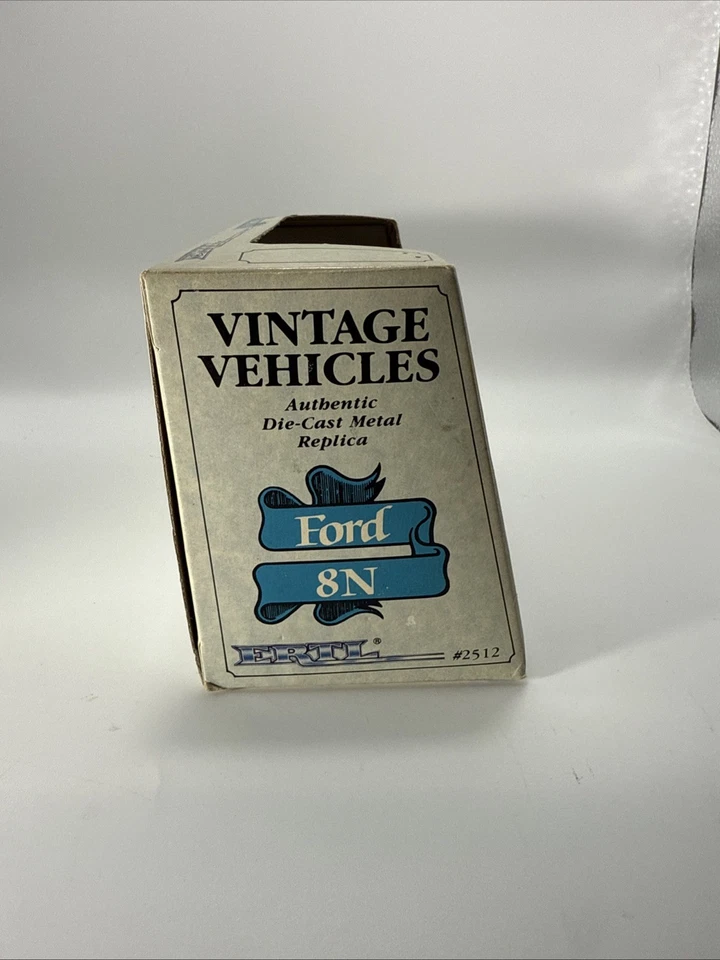 VINTAGE
VEHICLES
Authentic
Die-Cast Metal
Replica
Ford
8N
ERTL®
#2512